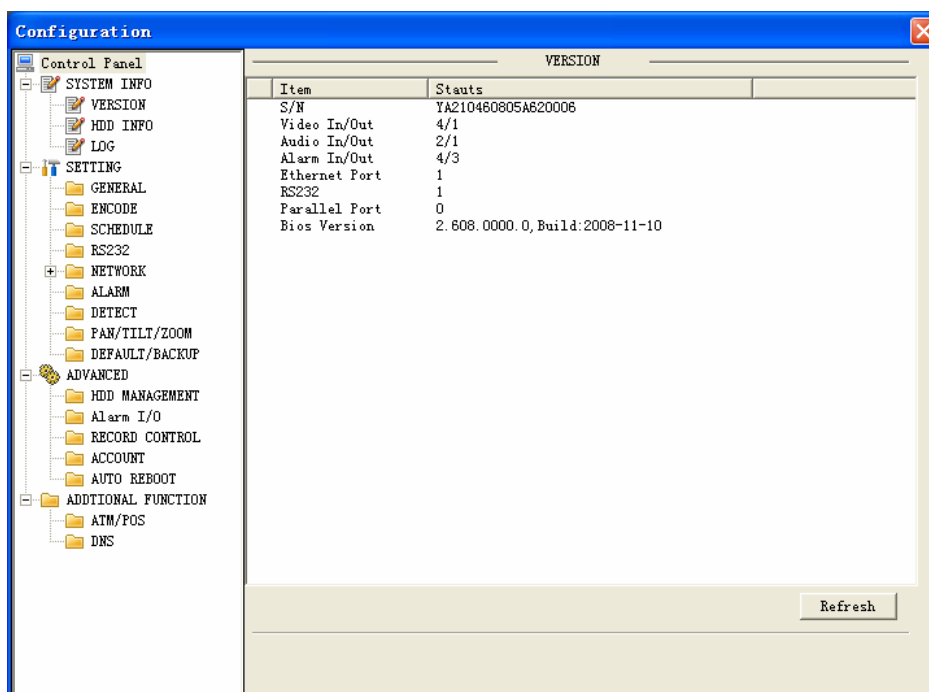 Configuration
Control Panel
SYSTEM INFO
VERSION
HDD INFO
LOG
SETTING
GENERAL
ENCODE
SCHEDULE
RS232
NETWORK
ALARM
DETECT
PAN/TILT/ZOOM
DEFAULT/BACKUP
ADVANCED
HDD MANAGEMENT
Alarm I/O
RECORD CONTROL
ACCOUNT
AUTO REBOOT
ADDTIONAL FUNCTION
ATM/POS
DNS
VERSION
Item Stauts
S/N YA210460805A620006
Video In/Out 4/1
Audio In/Out 2/1
Alarm In/Out 4/3
Ethernet Port 1
RS232 1
Parallel Port 0
Bios Version 2.608.0000.0,Build:2008-11-10
Refresh